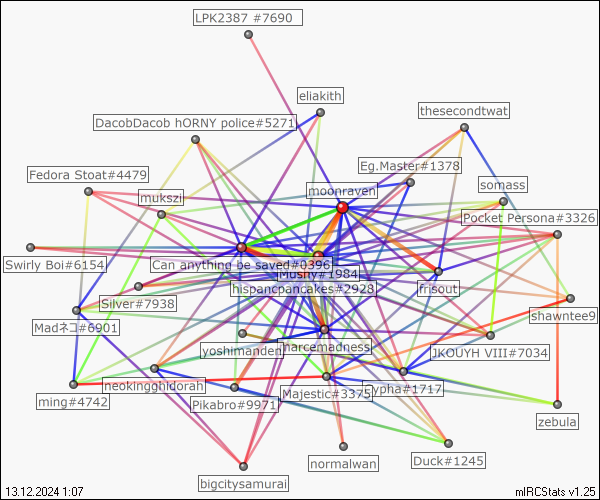 LPK2387 #7690
eliakith
thesecondtwat
DacobDacob hORNY police#5271
Eg.Master#1378
Fedora Stoat#4479
mukszii
moonraven
somass
Pocket Persona#3326
Swirly Boi#6154
Can anything be saved#0396
Musify#1984
hispancpancakes#2928
frisout
Silver#7938
shawntee9
Madネコ#6901
yoshimanden
marcemadness
JKOUYH VIII#7034
neokingghidorah
Majestic#3375
Cypha#1717
ming#4742
Pikabro#9971
zebula
normalwan
Duck#1245
bigcitysamurai
13.12.2024 1:07
mIRCStats v1.25